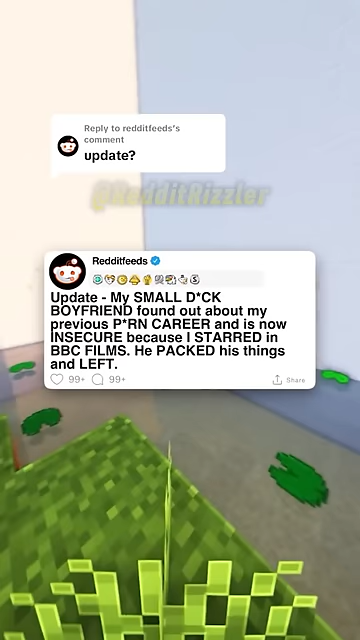 Reply to redditfeeds's
comment
update?
@RedditRizzler
Redditfeeds
Update - My SMALL D*CK
BOYFRIEND found out about my
previous P*RN CAREER and is now
INSECURE because I STARRED in
BBC FILMS. He PACKED his things
and LEFT.
99+ 99+ Share